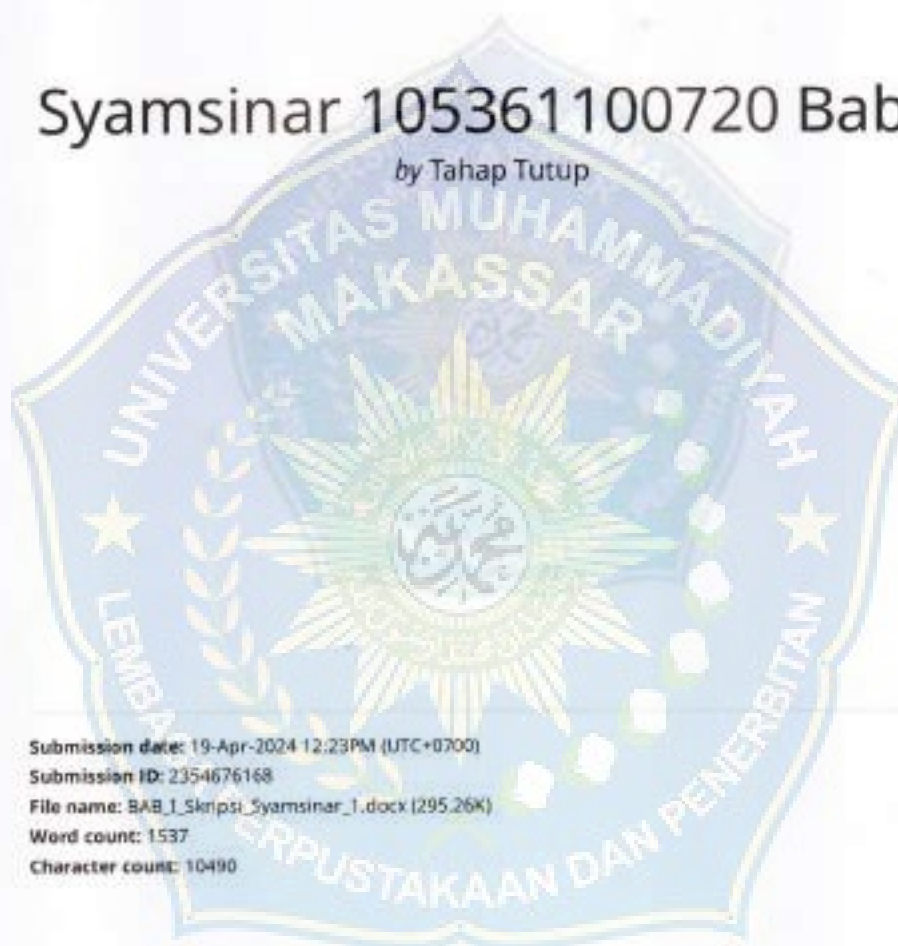 Syamsinar 105361100720 Bab
by Tahap Tutup
UNIVERSITAS MUHAMMADIYAH
MAKASSAR
محمدية
LEMBAGA PERPUSTAKAAN DAN PENERBITAN
Submission date: 19-Apr-2024 12:23PM (UTC+0700)
Submission ID: 2354676168
File name: BAB_I_Skripsi_Syamsinar_1.docx (295.26K)
Word count: 1537
Character count: 10490